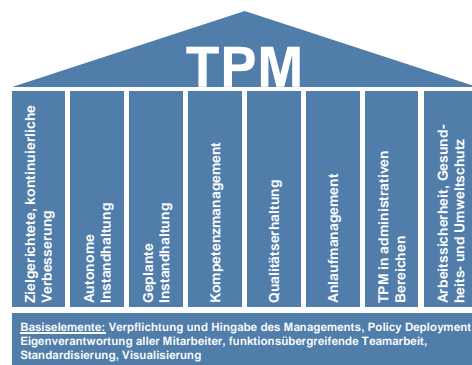 TPM
Zielgerichtete, kontinuierliche
Verbesserung
Autonome
Instandhaltung
Geplante
Instandhaltung
Kompetenzmanagement
Qualitätserhaltung
Anlaufmanagement
TPM in administrativen
Bereichen
Arbeitssicherheit, Gesund-
heits- und Umweltschutz
Basiselemente: Verpflichtung und Hingabe des Managements, Policy Deployment
Eigenverantwortung aller Mitarbeiter, funktionsübergreifende Teamarbeit,
Standardisierung, Visualisierung